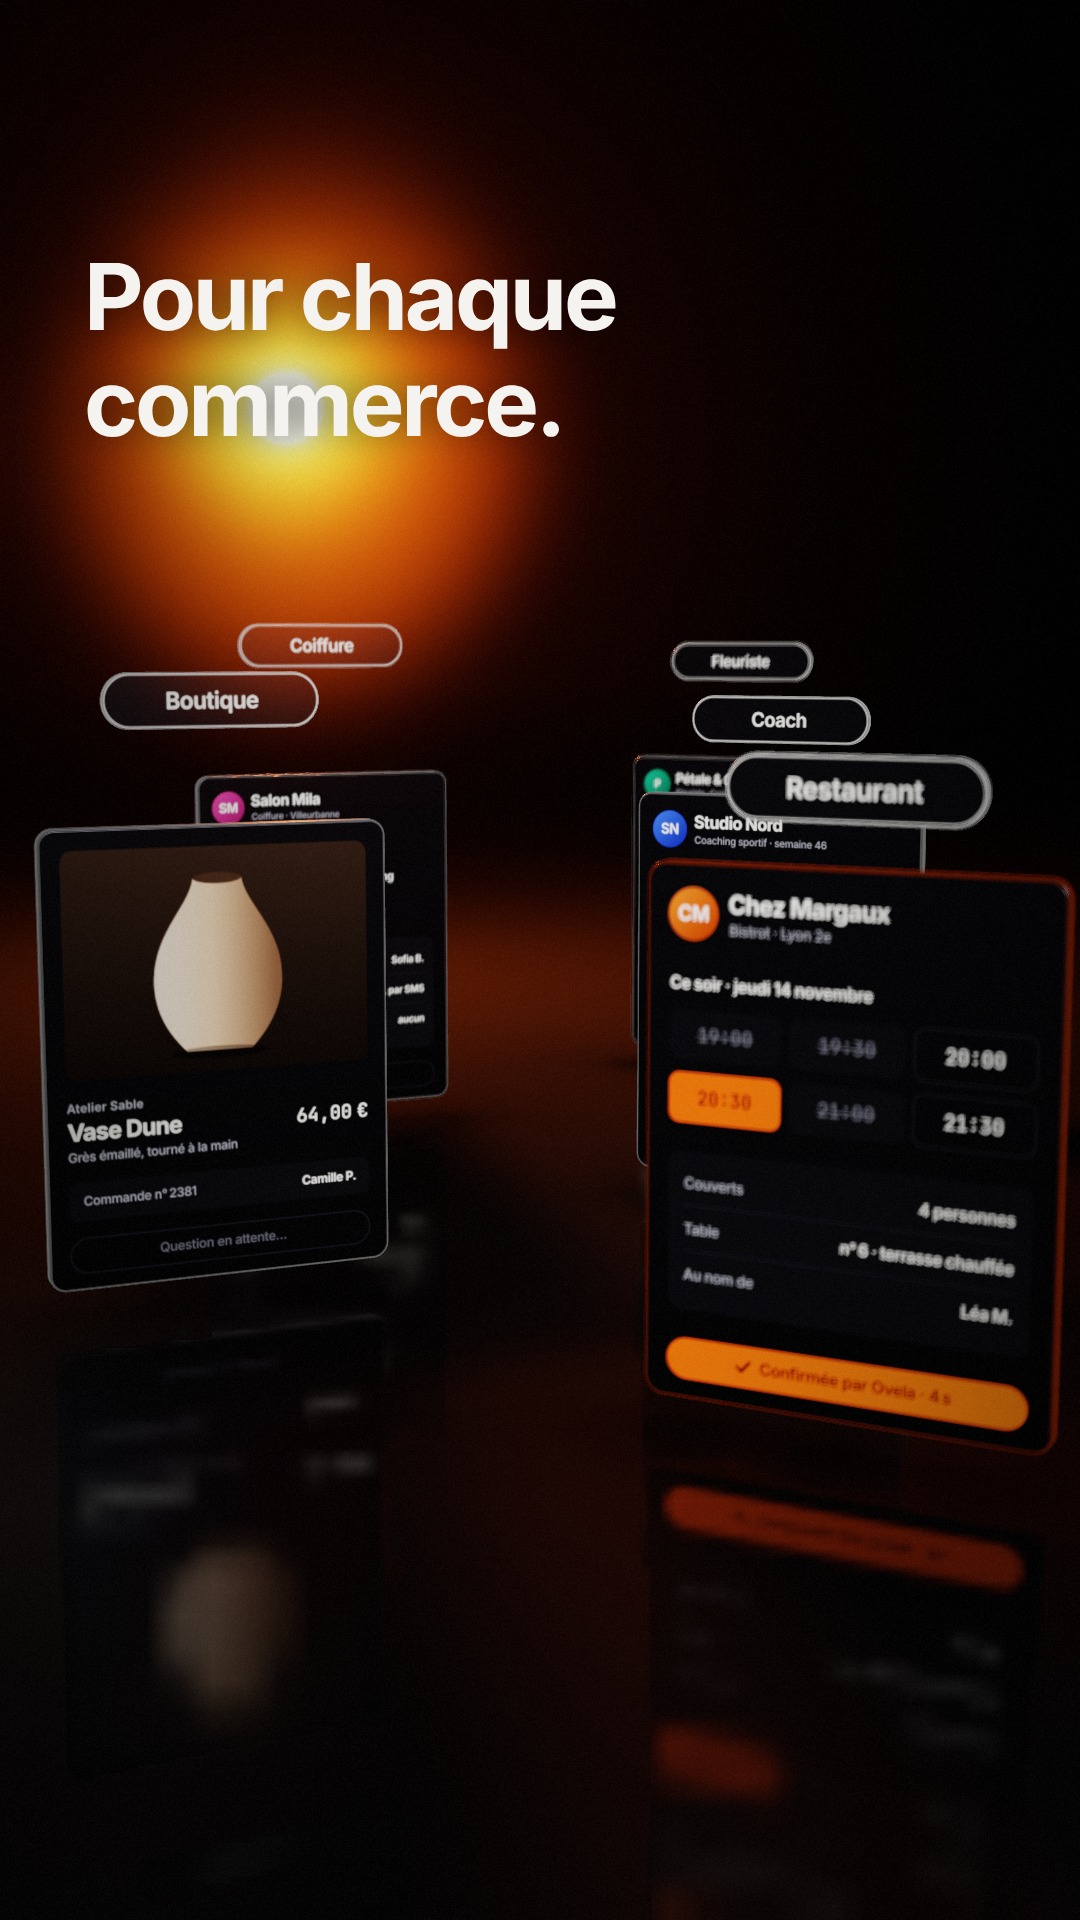 Pour chaque
commerce.
Coiffure
Boutique
Fleuriste
Coach
Restaurant
SM
Salon Mila
Coiffure · Villeurbanne
Sofia B.
par SMS
aucun
Atelier Sable
Vase Dune
64,00 €
Grès émaillé, tourné à la main
Commande n° 2381
Camille P.
Question en attente...
P
Pétale &
SN
Studio Nord
Coaching sportif · semaine 46
CM
Chez Margaux
Bistrot · Lyon 2e
Ce soir · jeudi 14 novembre
19:00
19:30
20:00
20:30
21:00
21:30
Couverts
4 personnes
Table
n° 6 · terrasse chauffée
Au nom de
Léa M.
✓ Confirmée par Ovela · 4 s